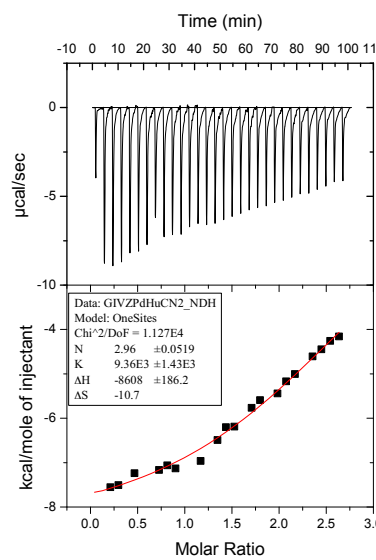 Time (min)
-10 0 10 20 30 40 50 60 70 80 90 100 110
0
-5
-10
µcal/sec
Data: GIVZPdHuCN2_NDH
Model: OneSites
Chi^2/DoF = 1.127E4
N 2.96 ±0.0519
K 9.36E3 ±1.43E3
ΔH -8608 ±186.2
ΔS -10.7
-4
-6
-8
kcal/mole of injectant
0.0 0.5 1.0 1.5 2.0 2.5 3.0
Molar Ratio